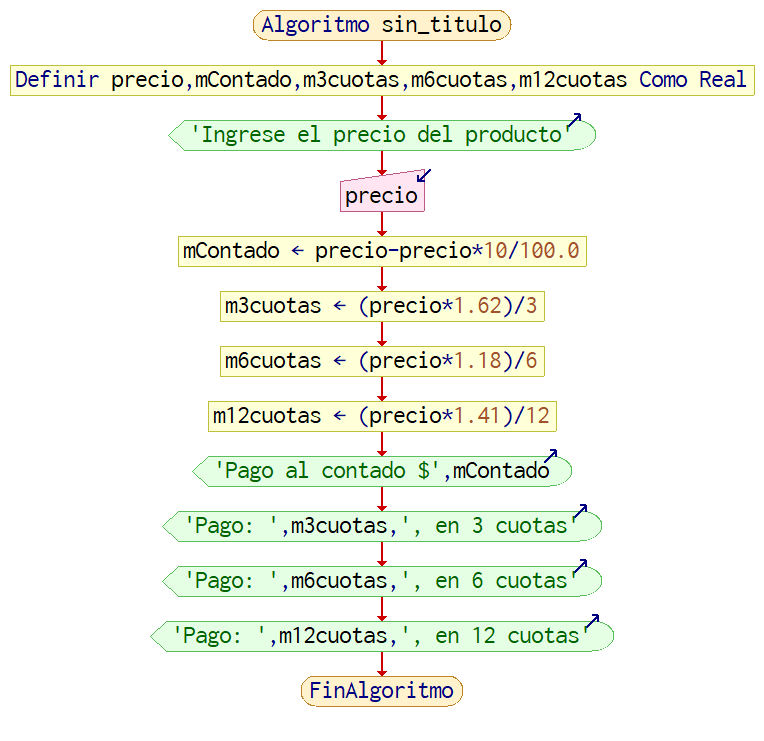 Algoritmo sin_titulo
Definir precio,mContado,m3cuotas,m6cuotas,m12cuotas Como Real
'Ingrese el precio del producto'
precio
mContado ← precio-precio*10/100.0
m3cuotas ← (precio*1.62)/3
m6cuotas ← (precio*1.18)/6
m12cuotas ← (precio*1.41)/12
'Pago al contado $',mContado
'Pago: ',m3cuotas,', en 3 cuotas'
'Pago: ',m6cuotas,', en 6 cuotas'
'Pago: ',m12cuotas,', en 12 cuotas'
FinAlgoritmo